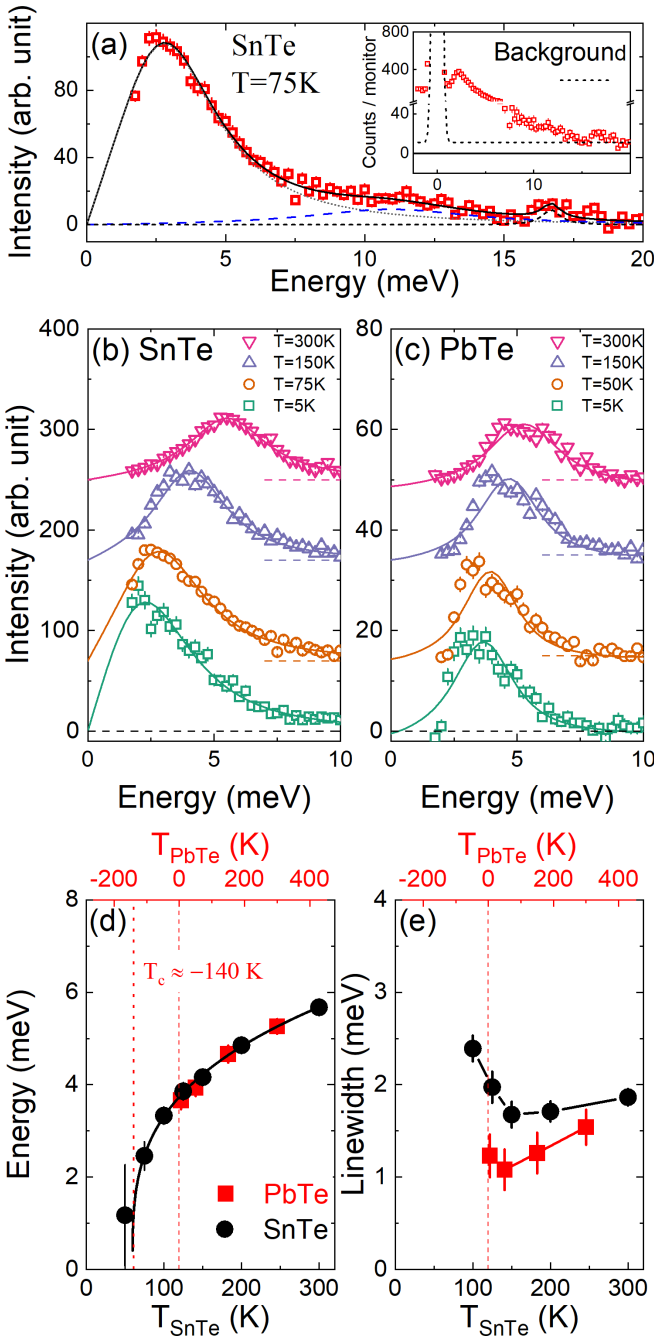 (a)
SnTe
T=75K
Intensity (arb. unit)
120
80
40
0
0
5
10
15
20
Energy (meV)
Counts / monitor
800
400
40
0
0
10
Background
(b) SnTe
T=300K
T=150K
T=75K
T=5K
Intensity (arb. unit)
400
300
200
100
0
0
5
10
Energy (meV)
(c) PbTe
T=300K
T=150K
T=50K
T=5K
80
60
40
20
0
0
5
10
Energy (meV)
T_PbTe (K)
-200
0
200
400
(d)
T_c ≈ −140 K
PbTe
SnTe
Energy (meV)
8
6
4
2
0
0
100
200
300
T_SnTe (K)
T_PbTe (K)
-200
0
200
400
(e)
Linewidth (meV)
4
3
2
1
0
0
100
200
300
T_SnTe (K)